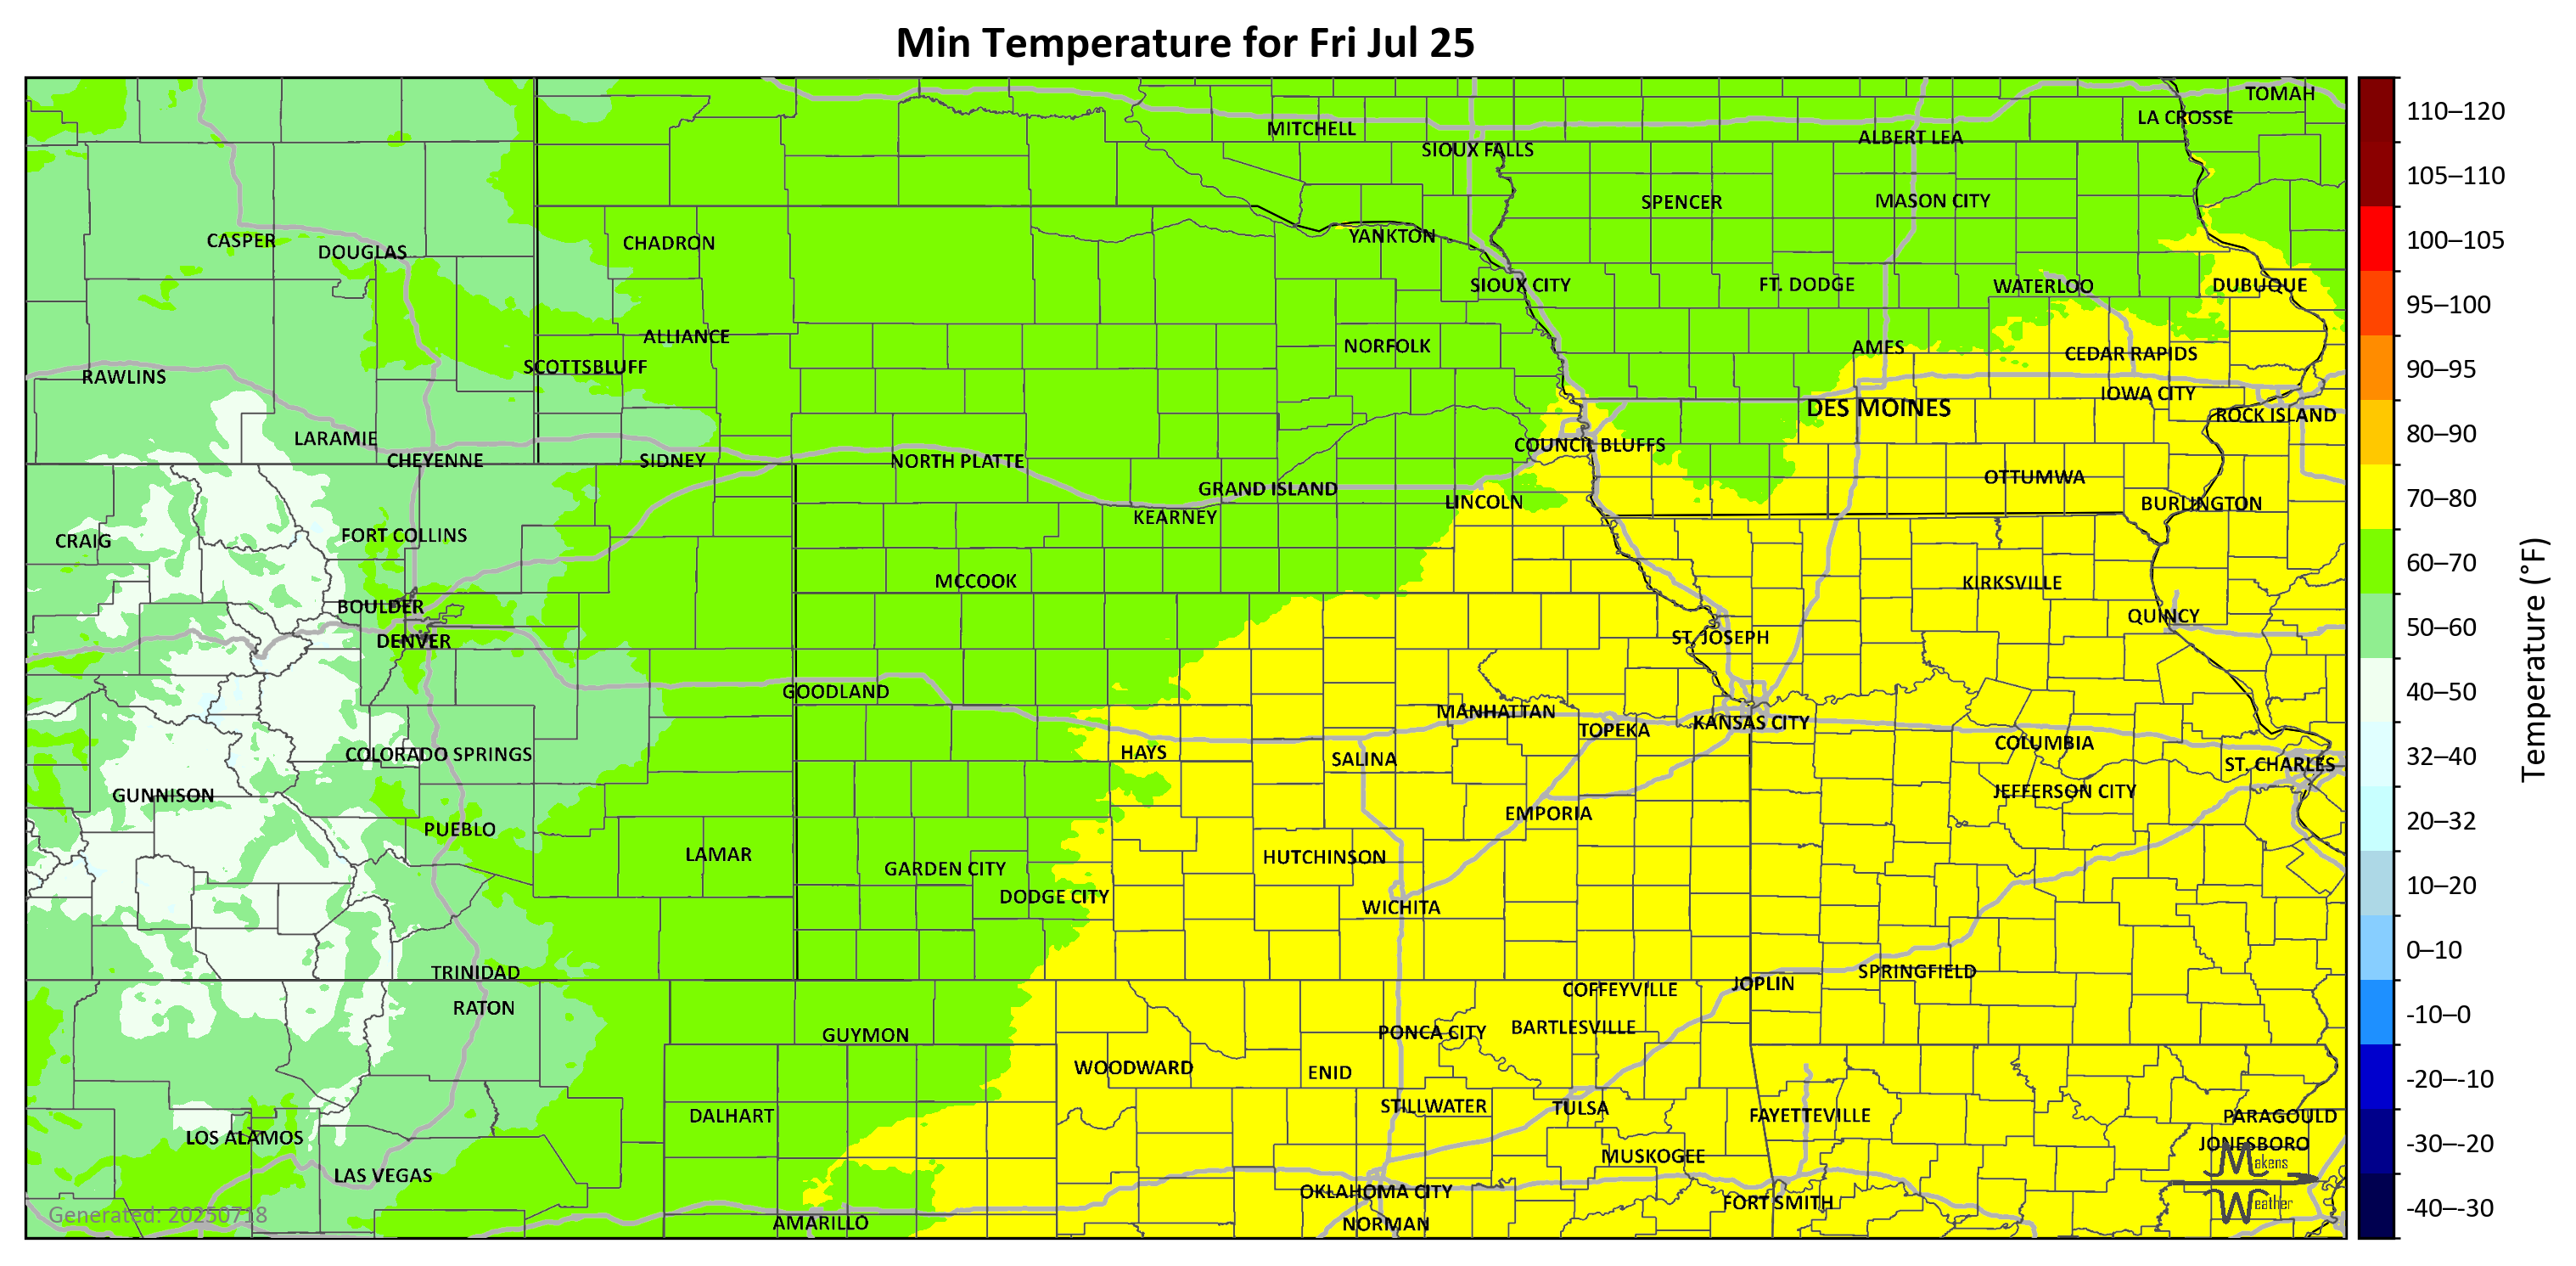 Min Temperature for Fri Jul 25
TOMAH
LA CROSSE
MITCHELL
ALBERT LEA
SIOUX FALLS
SPENCER
MASON CITY
CASPER
DOUGLAS
CHADRON
YANKTON
SIOUX CITY
FT. DODGE
WATERLOO
DUBUQUE
ALLIANCE
NORFOLK
AMES
CEDAR RAPIDS
SCOTTSBLUFF
RAWLINS
IOWA CITY
DES MOINES
ROCK ISLAND
LARAMIE
COUNCIL BLUFFS
CHEYENNE
SIDNEY
NORTH PLATTE
OTTUMWA
GRAND ISLAND
LINCOLN
BURLINGTON
KEARNEY
FORT COLLINS
CRAIG
MCCOOK
KIRKSVILLE
BOULDER
QUINCY
DENVER
ST. JOSEPH
GOODLAND
MANHATTAN
KANSAS CITY
TOPEKA
COLUMBIA
HAYS
COLORADO SPRINGS
SALINA
ST. CHARLES
GUNNISON
JEFFERSON CITY
EMPORIA
PUEBLO
LAMAR
HUTCHINSON
GARDEN CITY
DODGE CITY
WICHITA
TRINIDAD
SPRINGFIELD
JOPLIN
COFFEYVILLE
RATON
BARTLESVILLE
PONCA CITY
GUYMON
WOODWARD
ENID
STILLWATER
TULSA
DALHART
FAYETTEVILLE
PARAGOULD
LOS ALAMOS
JONESBORO
MUSKOGEE
LAS VEGAS
OKLAHOMA CITY
FORT SMITH
AMARILLO
NORMAN
Generated: 20250718
Makens
Weather
110–120
105–110
100–105
95–100
90–95
80–90
70–80
60–70
50–60
40–50
32–40
20–32
10–20
0–10
-10–0
-20–-10
-30–-20
-40–-30
Temperature (°F)